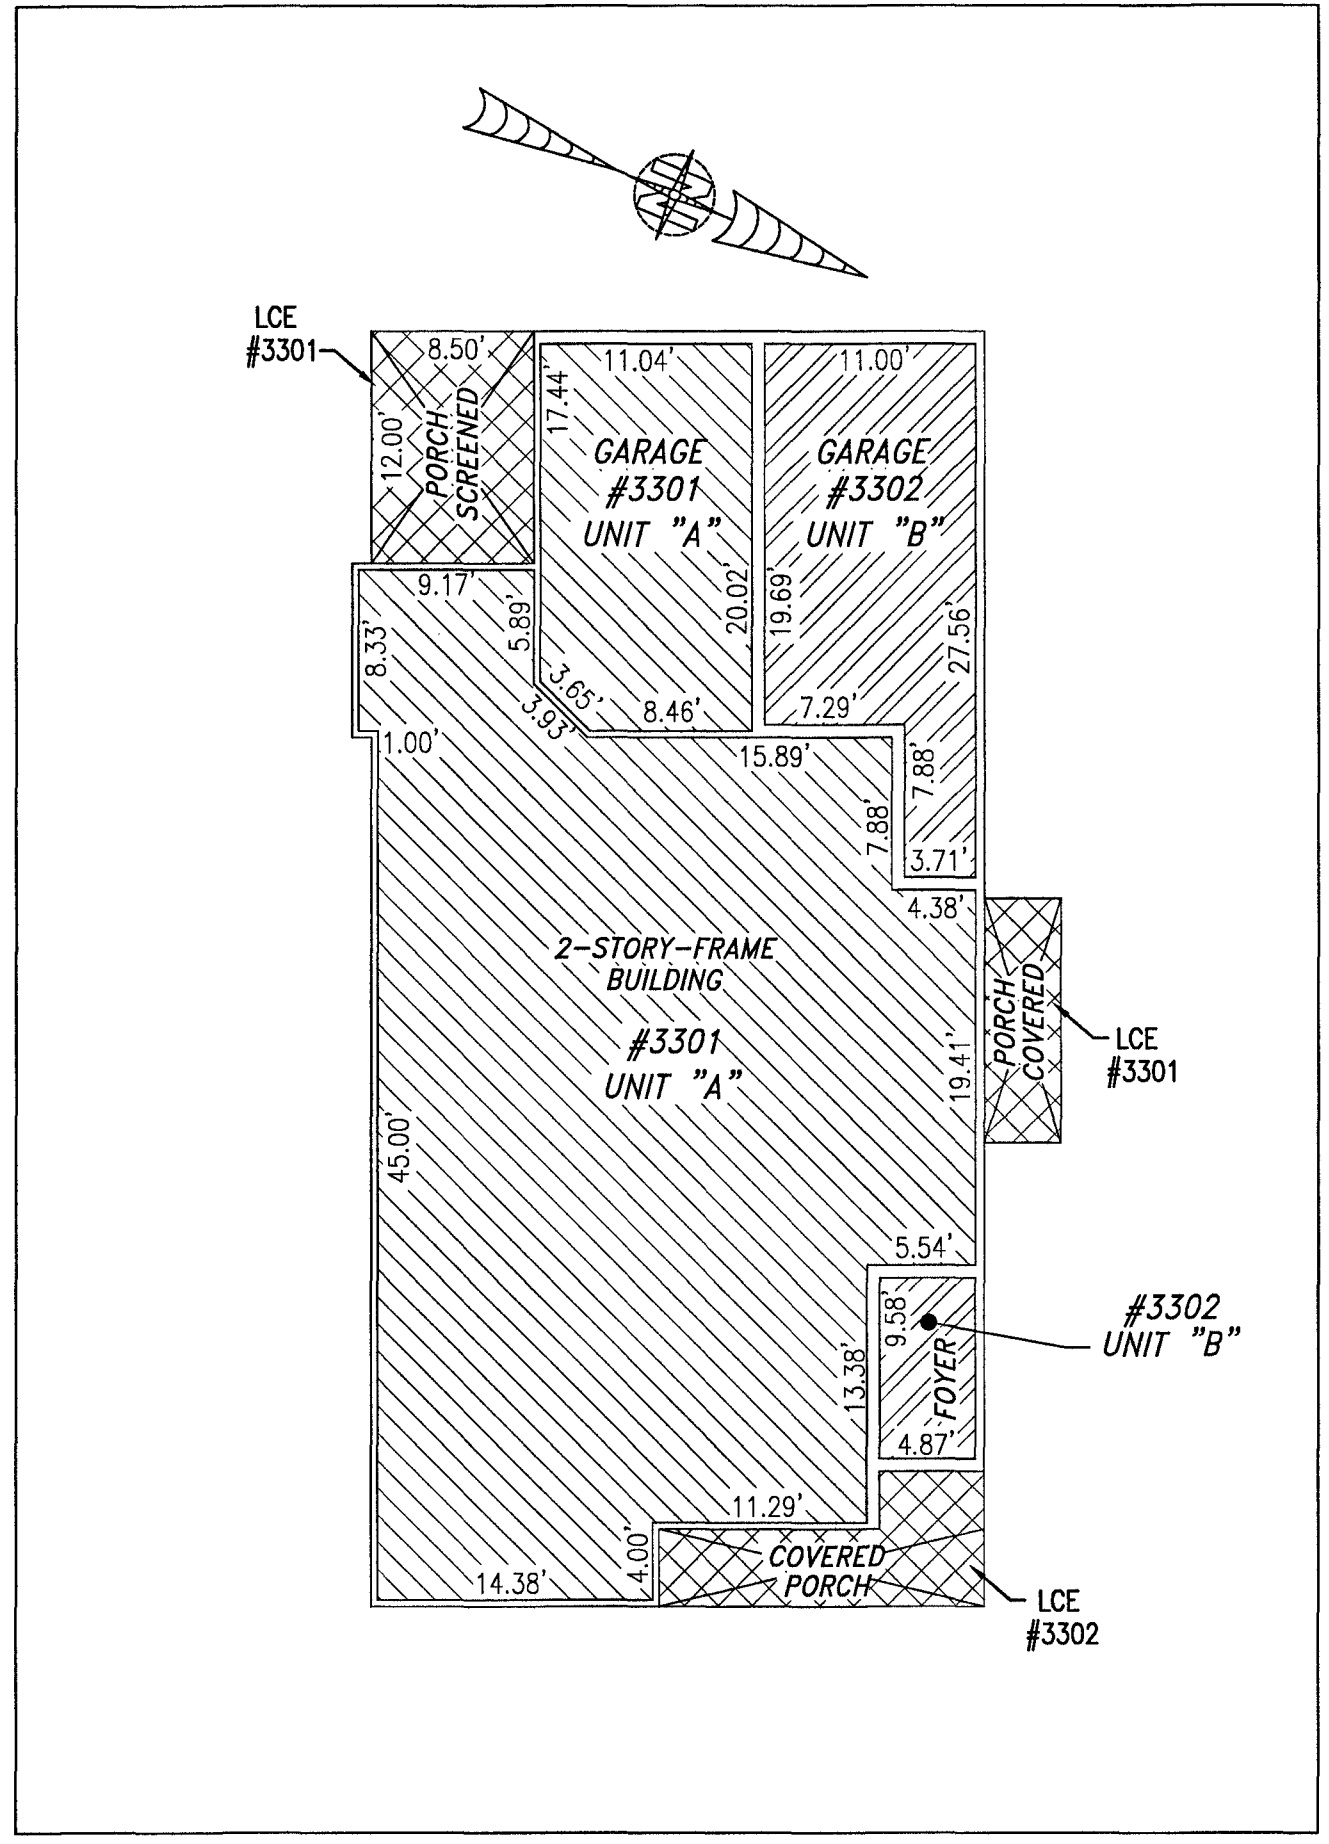 N
LCE
#3301
8.50'
12.00'
PORCH
SCREENED
11.04'
17.44'
GARAGE
#3301
UNIT "A"
20.02'
11.00'
GARAGE
#3302
UNIT "B"
19.69'
27.56'
9.17'
8.33'
5.89'
3.65'
3.93'
8.46'
7.29'
1.00'
15.89'
7.88'
7.88'
3.71'
4.38'
2-STORY-FRAME
BUILDING
#3301
UNIT "A"
PORCH
COVERED
LCE
#3301
19.41'
45.00'
5.54'
9.58'
FOYER
#3302
UNIT "B"
13.38'
4.87'
11.29'
4.00'
14.38'
COVERED
PORCH
LCE
#3302